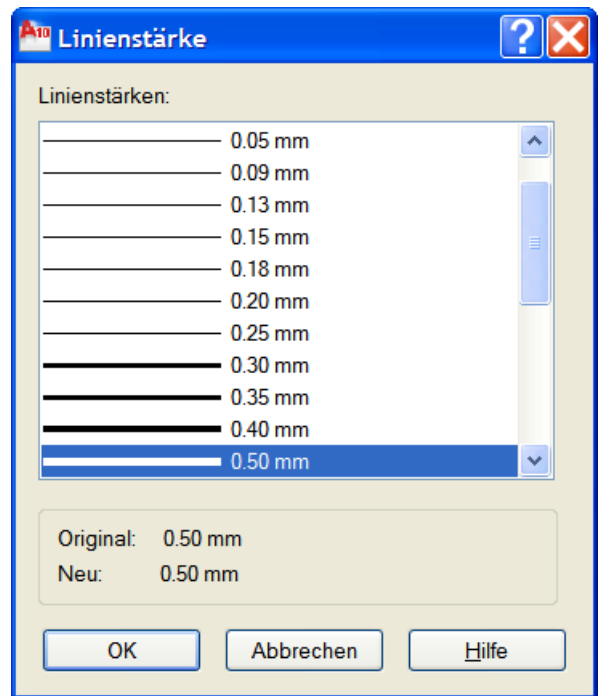 A10 Linienstärke
Linienstärken:
0.05 mm
0.09 mm
0.13 mm
0.15 mm
0.18 mm
0.20 mm
0.25 mm
0.30 mm
0.35 mm
0.40 mm
0.50 mm
Original: 0.50 mm
Neu: 0.50 mm
OK Abbrechen Hilfe